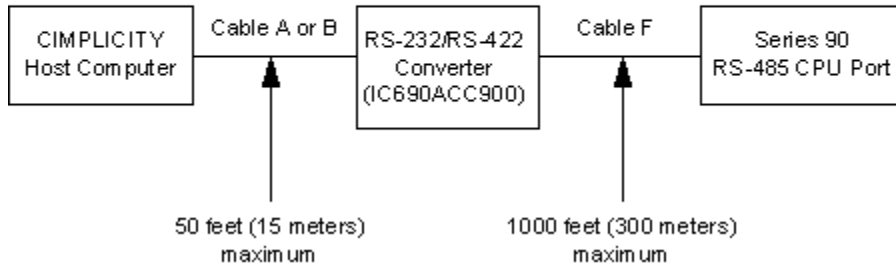 CIMPLICITY
Host Computer
Cable A or B
RS-232/RS-422
Converter
(IC690ACC900)
Cable F
Series 90
RS-485 CPU Port
50 feet (15 meters)
maximum
1000 feet (300 meters)
maximum